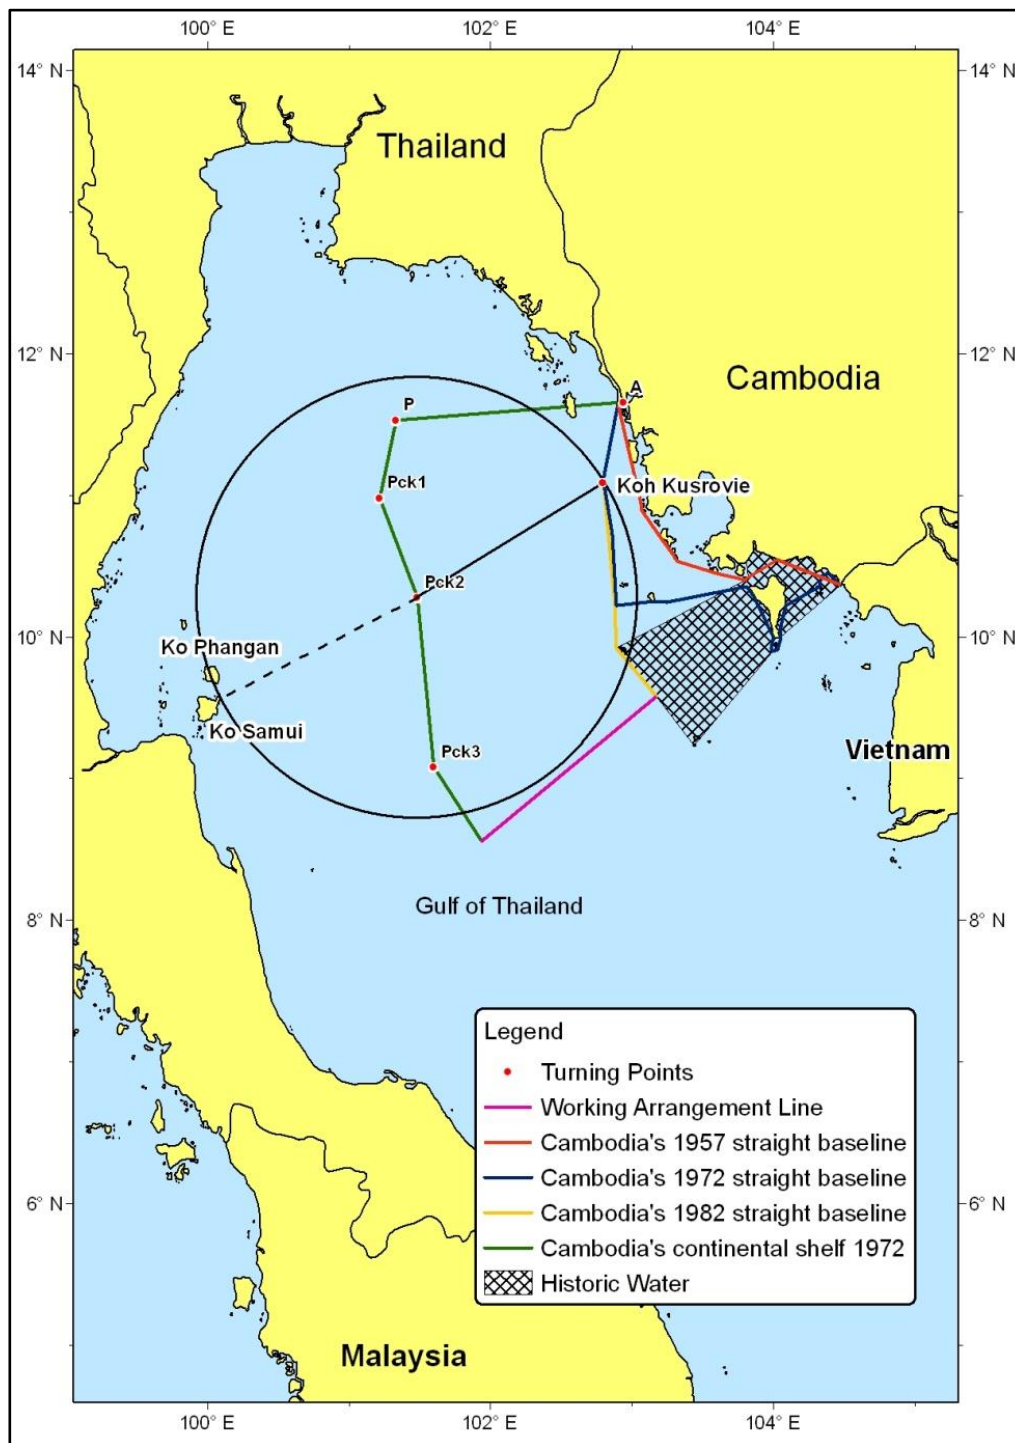 100° E 102° E 104° E
14° N 14° N
Thailand
12° N 12° N
Cambodia
A
P
Pck1
Koh Kusrovie
Pck2
10° N 10° N
Ko Phangan
Ko Samui
Pck3
Vietnam
8° N 8° N
Gulf of Thailand
Legend
Turning Points
Working Arrangement Line
Cambodia's 1957 straight baseline
Cambodia's 1972 straight baseline
Cambodia's 1982 straight baseline
Cambodia's continental shelf 1972
Historic Water
6° N 6° N
Malaysia
100° E 102° E 104° E